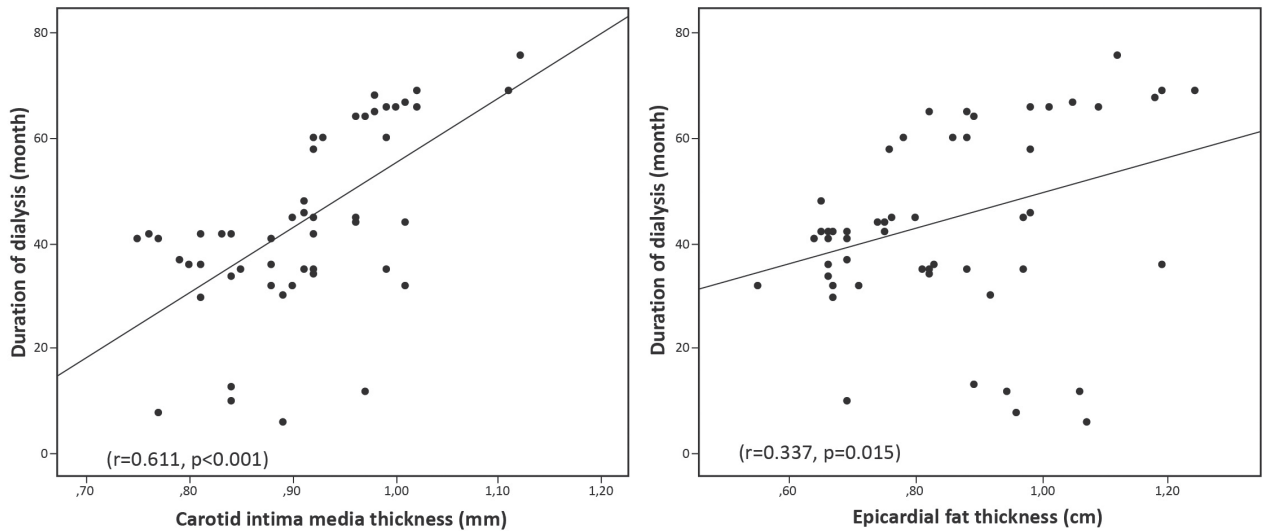 Duration of dialysis (month)
80
60
40
20
0
(r=0.611, p<0.001)
,70 ,80 ,90 1,00 1,10 1,20
Carotid intima media thickness (mm)
Duration of dialysis (month)
80
60
40
20
0
(r=0.337, p=0.015)
,60 ,80 1,00 1,20
Epicardial fat thickness (cm)